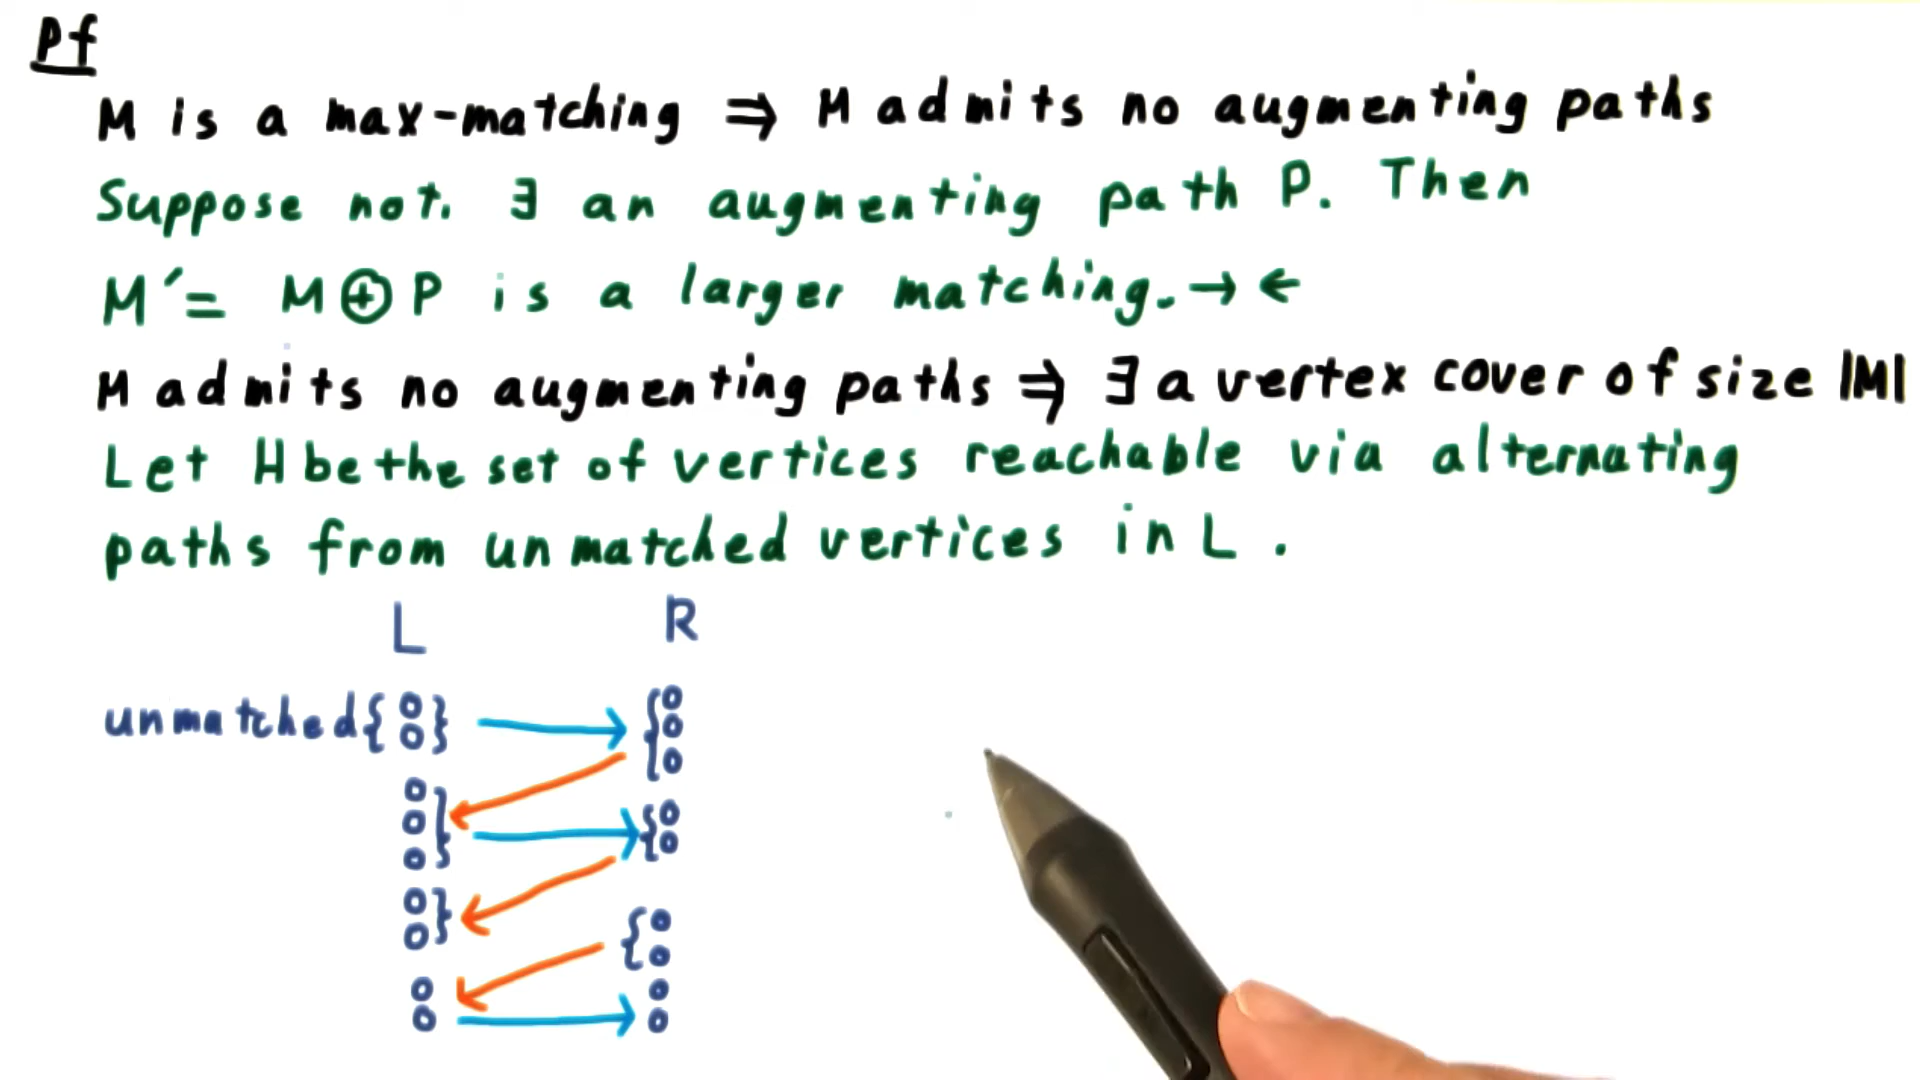 Pf
M is a max-matching ⇒ M admits no augmenting paths
Suppose not. ∃ an augmenting path P. Then
M′ = M ⊕ P is a larger matching. → ←
M admits no augmenting paths ⇒ ∃ a vertex cover of size |M|
Let H be the set of vertices reachable via alternating
paths from unmatched vertices in L.
L R
unmatched